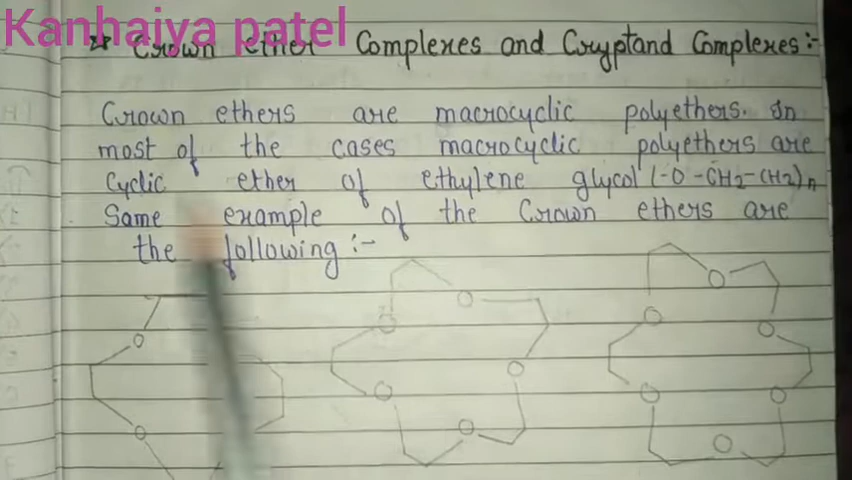 Kanhaiya patel
Crown Ether Complexes and Cryptand Complexes:-
Crown ethers are macrocyclic polyethers. In
most of the cases macrocyclic polyethers are
Cyclic ether of ethylene glycol (-O-CH2-CH2)n
Same example of the Crown ethers are
the following:-
O O O
O O
O O O O
O O O